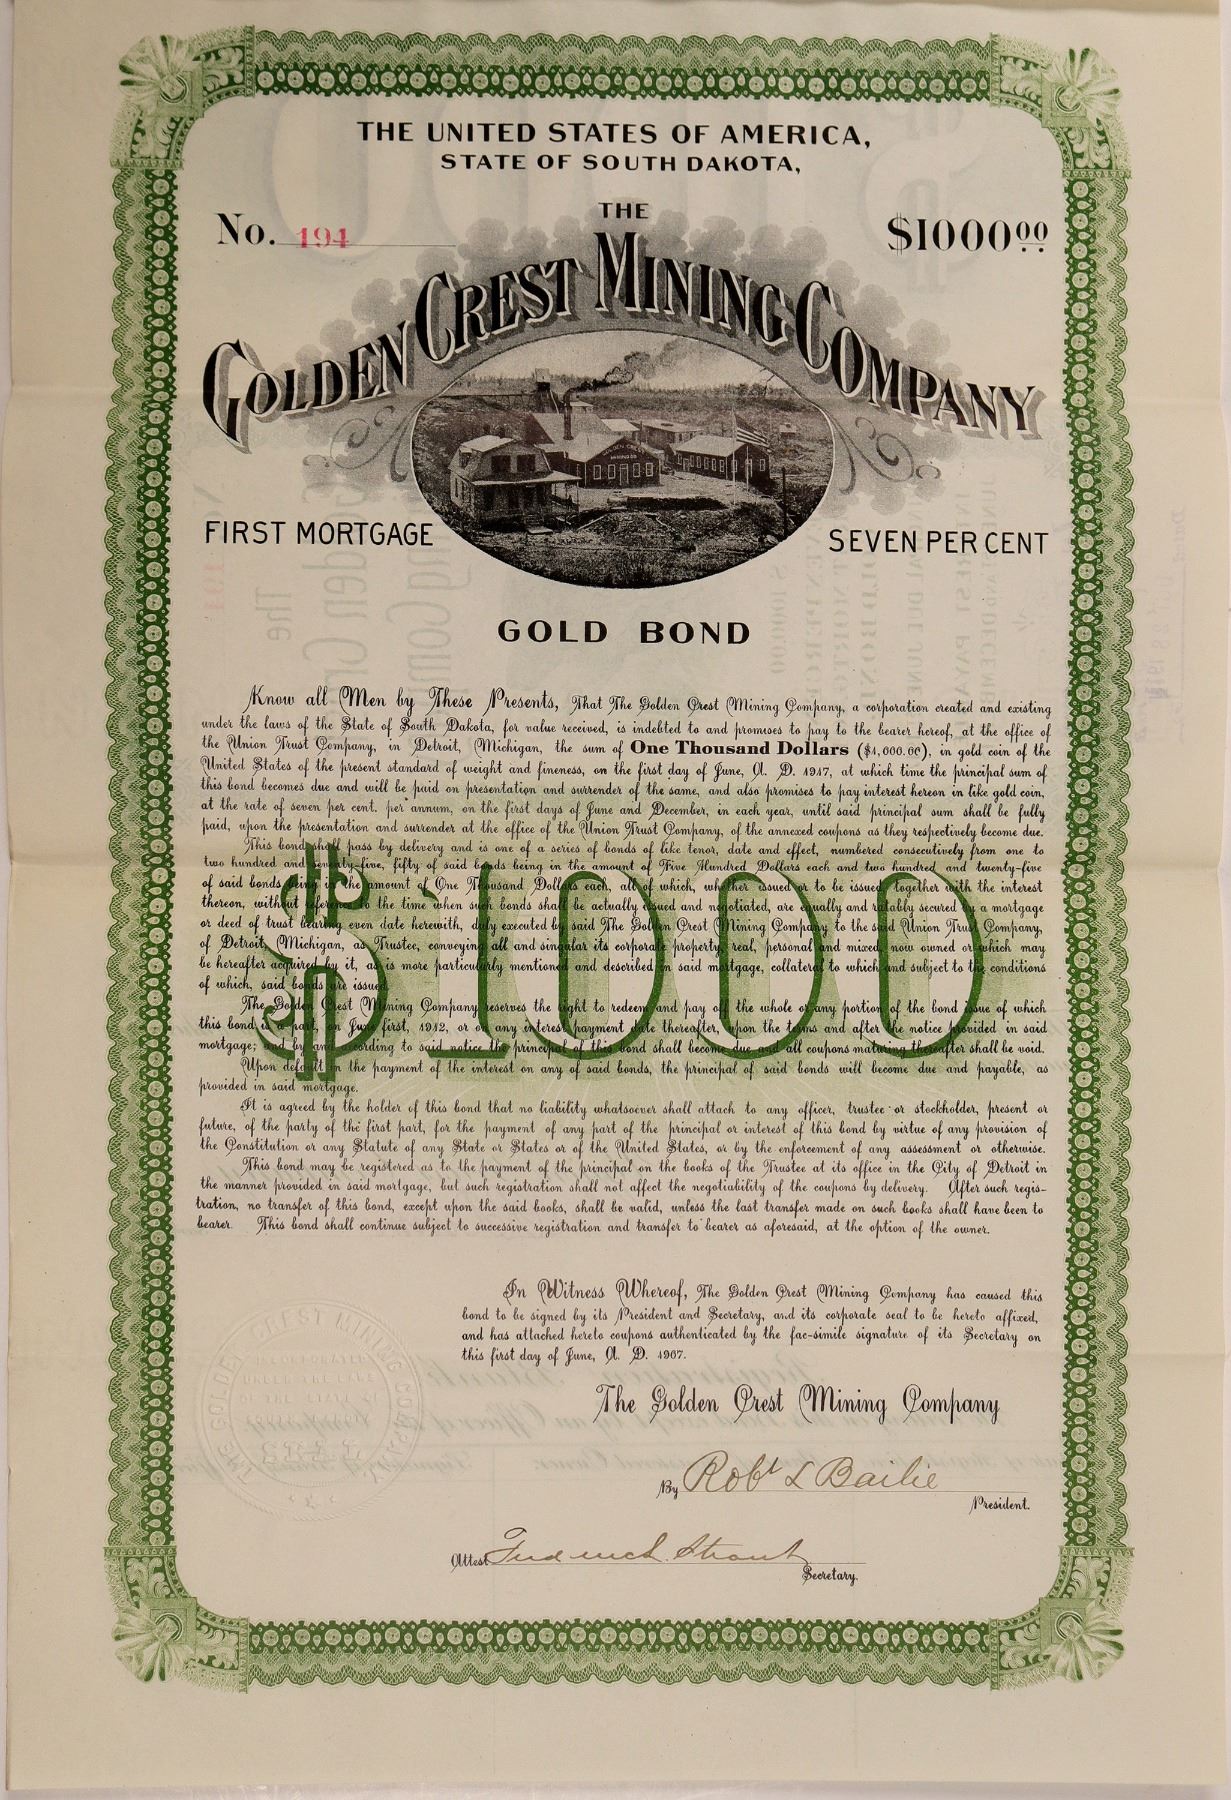 THE UNITED STATES OF AMERICA,
STATE OF SOUTH DAKOTA,
No. 194
$1000.00
THE
GOLDEN CREST MINING COMPANY
GOLDEN CREST
MINING CO.
FIRST MORTGAGE
SEVEN PER CENT
GOLD BOND
Know all Men by These Presents, That The Golden Crest Mining Company, a corporation created and existing
under the laws of the State of South Dakota, for value received, is indebted to and promises to pay to the bearer hereof, at the office of
the Union Trust Company, in Detroit, Michigan, the sum of One Thousand Dollars ($1,000.00), in gold coin of the
United States of the present standard of weight and fineness, on the first day of June, A. D. 1917, at which time the principal sum of
this bond becomes due and will be paid on presentation and surrender of the same, and also promises to pay interest hereon in like gold coin,
at the rate of seven per cent. per annum, on the first days of June and December, in each year, until said principal sum shall be fully
paid, upon the presentation and surrender at the office of the Union Trust Company, of the annexed coupons as they respectively become due.
This bond shall pass by delivery and is one of a series of bonds of like tenor, date and effect, numbered consecutively from one to
two hundred and seventy-five, fifty of said bonds being in the amount of Five Hundred Dollars each and two hundred and twenty-five
of said bonds being in the amount of One Thousand Dollars each, all of which, whether issued or to be issued, together with the interest
thereon, without reference to the time when such bonds shall be actually issued and negotiated, are equally and ratably secured by a mortgage
or deed of trust bearing even date herewith, duly executed by said The Golden Crest Mining Company to the said Union Trust Company,
of Detroit, Michigan, as Trustee, conveying all and singular its corporate property, real, personal and mixed, now owned or which may
be hereafter acquired by it, as is more particularly mentioned and described in said mortgage, collateral to which and subject to the conditions
of which, said bonds are issued.
The Golden Crest Mining Company reserves the right to redeem and pay off the whole or any portion of the bond issue of which
this bond is a part, on June first, 1912, or on any interest payment date thereafter, upon the terms and after the notice provided in said
mortgage; and by and according to said notice the principal of this bond shall become due and all coupons maturing thereafter shall be void.
Upon default in the payment of the interest on any of said bonds, the principal of said bonds will become due and payable, as
provided in said mortgage.
It is agreed by the holder of this bond that no liability whatsoever shall attach to any officer, trustee or stockholder, present or
future, of the party of the first part, for the payment of any part of the principal or interest of this bond by virtue of any provision of
the Constitution or any Statute of any State or States or of the United States, or by the enforcement of any assessment or otherwise.
This bond may be registered as to the payment of the principal on the books of the Trustee at its office in the City of Detroit in
the manner provided in said mortgage, but such registration shall not affect the negotiability of the coupons by delivery. After such regis-
tration, no transfer of this bond, except upon the said books, shall be valid, unless the last transfer made on such books shall have been to
bearer. This bond shall continue subject to successive registration and transfer to bearer as aforesaid, at the option of the owner.
$1000
In Witness Whereof, The Golden Crest Mining Company has caused this
bond to be signed by its President and Secretary, and its corporate seal to be hereto affixed,
and has attached hereto coupons authenticated by the fac-simile signature of its Secretary on
this first day of June, A. D. 1907.
THE GOLDEN CREST MINING COMPANY
INCORPORATED
UNDER THE LAWS
OF THE STATE OF
SOUTH DAKOTA
SEAL
The Golden Crest Mining Company
By Robt L Bailie
President.
Attest Frederick Strout
Secretary.